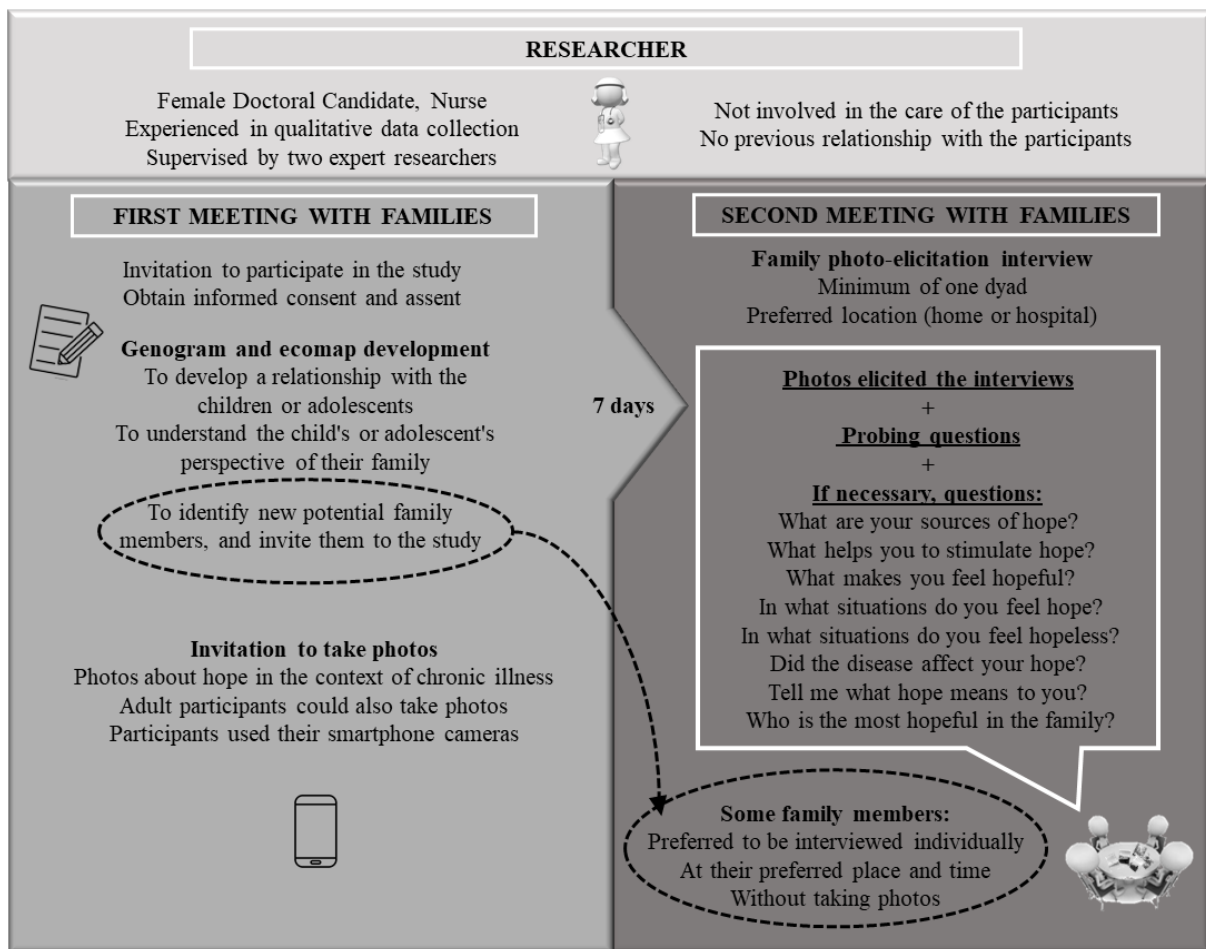 RESEARCHER
Female Doctoral Candidate, Nurse
Experienced in qualitative data collection
Supervised by two expert researchers
Not involved in the care of the participants
No previous relationship with the participants
FIRST MEETING WITH FAMILIES
Invitation to participate in the study
Obtain informed consent and assent
Genogram and ecomap development
To develop a relationship with the
children or adolescents
To understand the child's or adolescent's
perspective of their family
To identify new potential family
members, and invite them to the study
Invitation to take photos
Photos about hope in the context of chronic illness
Adult participants could also take photos
Participants used their smartphone cameras
7 days
SECOND MEETING WITH FAMILIES
Family photo-elicitation interview
Minimum of one dyad
Preferred location (home or hospital)
Photos elicited the interviews
+
Probing questions
+
If necessary, questions:
What are your sources of hope?
What helps you to stimulate hope?
What makes you feel hopeful?
In what situations do you feel hope?
In what situations do you feel hopeless?
Did the disease affect your hope?
Tell me what hope means to you?
Who is the most hopeful in the family?
Some family members:
Preferred to be interviewed individually
At their preferred place and time
Without taking photos